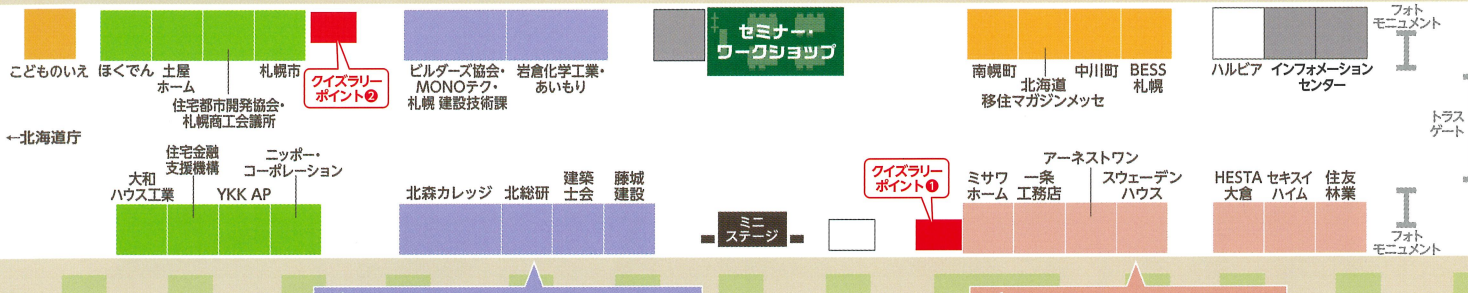 セミナー・
ワークショップ
フォト
モニュメント
こどものいえ
ほくでん
土屋
ホーム
住宅都市開発協会・
札幌商工会議所
札幌市
クイズラリー
ポイント❷
ビルダーズ協会・
MONOテク・
札幌 建設技術課
岩倉化学工業・
あいもり
南幌町
北海道
移住マガジンメッセ
中川町
BESS
札幌
ハルピア
インフォメーション
センター
トラス
ゲート
←北海道庁
大和
ハウス工業
住宅金融
支援機構
YKK AP
ニッポー・
コーポレーション
北森カレッジ
北総研
建築
士会
藤城
建設
ミニ
ステージ
クイズラリー
ポイント❶
ミサワ
ホーム
一条
工務店
アーネストワン
スウェーデン
ハウス
HESTA
大倉
セキスイ
ハイム
住友
林業
フォト
モニュメント